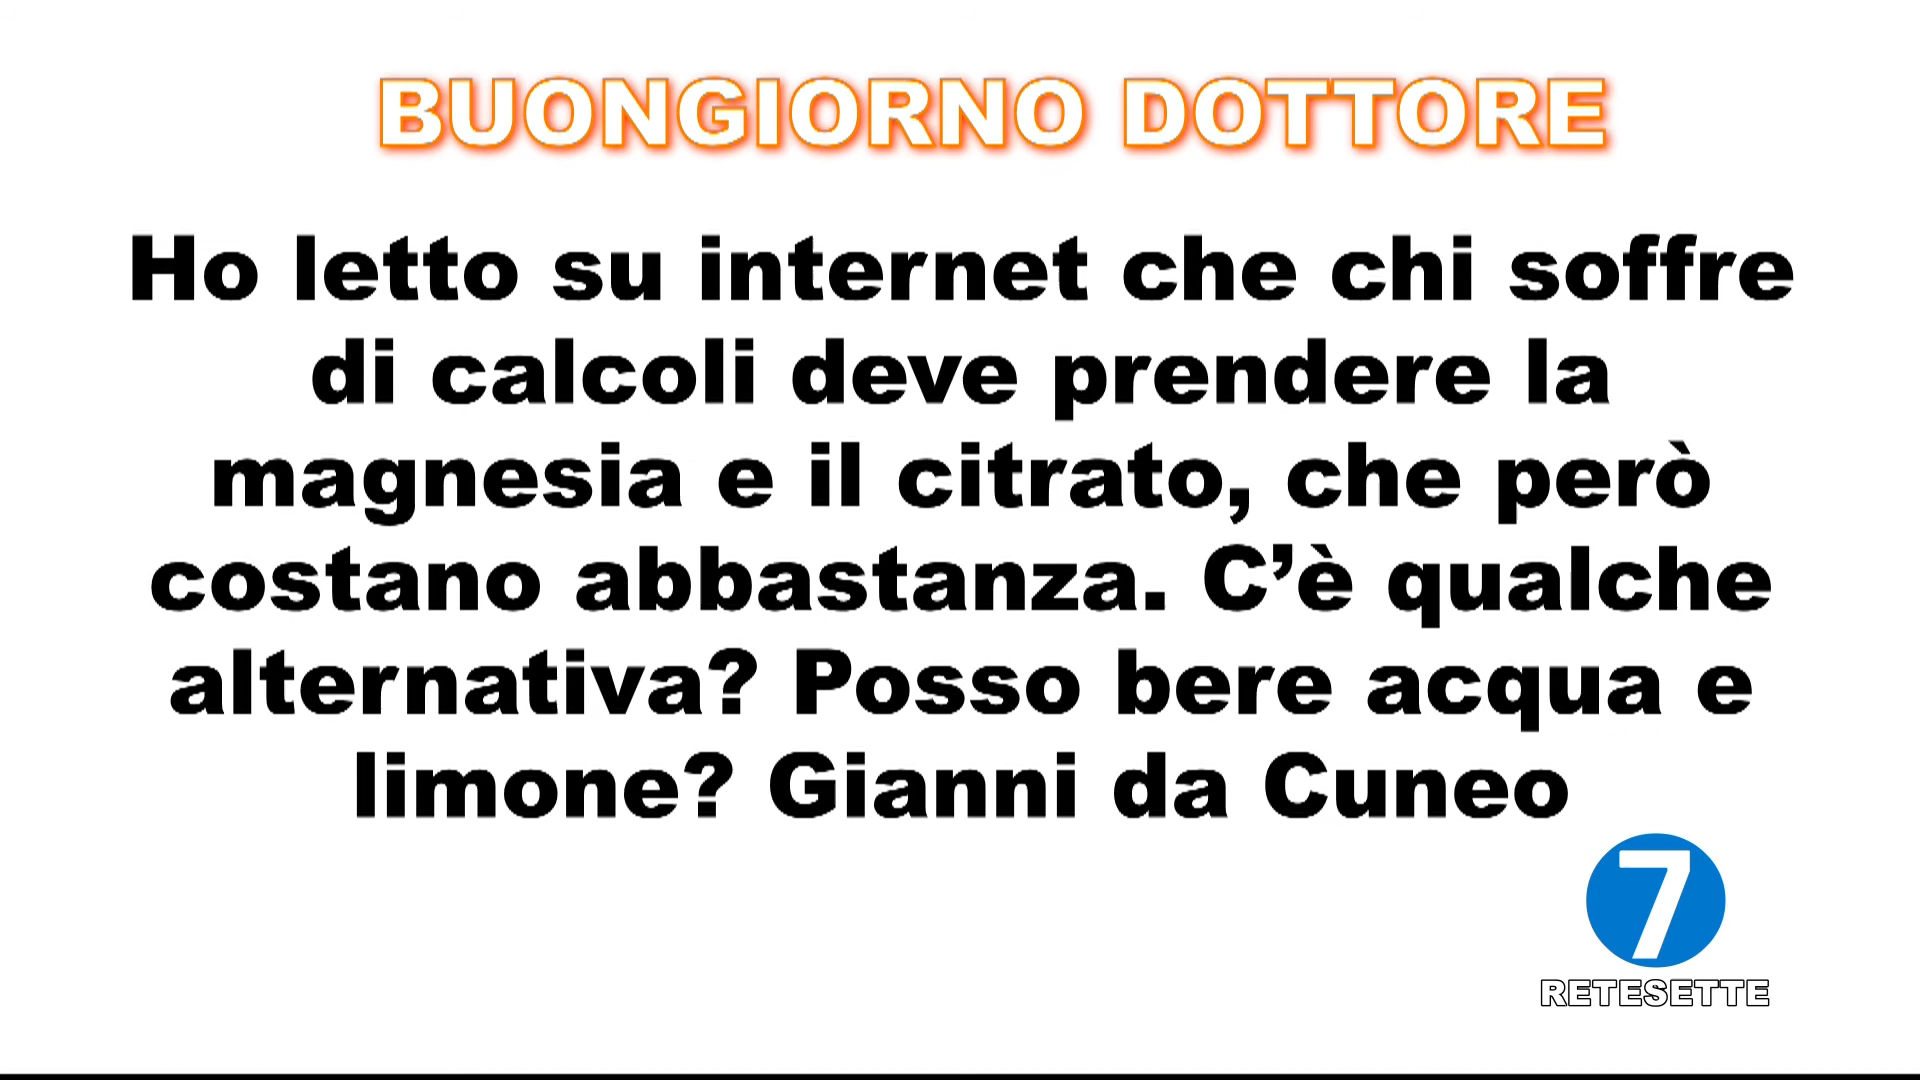 BUONGIORNO DOTTORE
Ho letto su internet che chi soffre
di calcoli deve prendere la
magnesia e il citrato, che però
costano abbastanza. C’è qualche
alternativa? Posso bere acqua e
limone? Gianni da Cuneo
7
RETESETTE